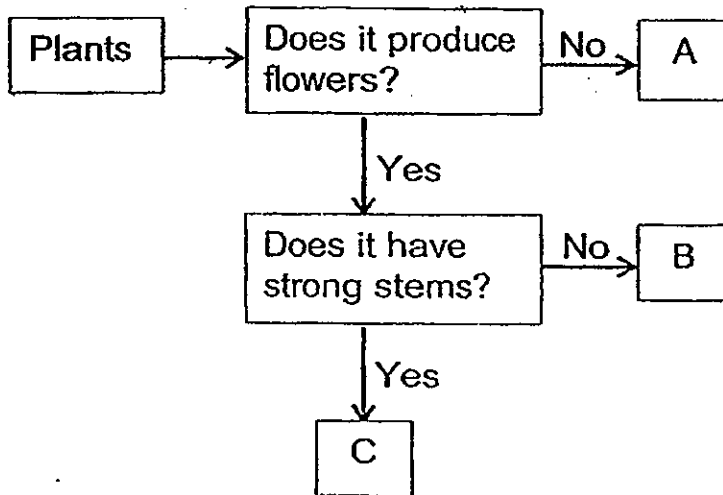 Plants
Does it produce
flowers?
No
A
Yes
Does it have
strong stems?
No
B
Yes
C